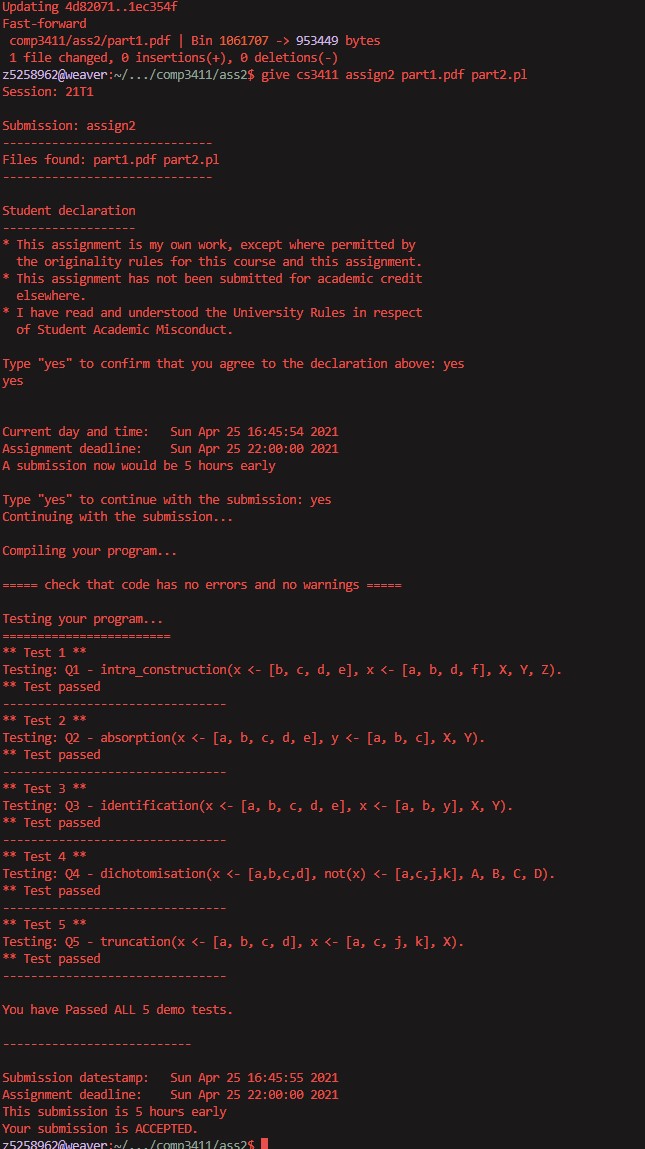 Updating 4d82071..1ec354f
Fast-forward
 comp3411/ass2/part1.pdf | Bin 1061707 -> 953449 bytes
 1 file changed, 0 insertions(+), 0 deletions(-)
z5258962@weaver:~/.../comp3411/ass2$ give cs3411 assign2 part1.pdf part2.pl
Session: 21T1

Submission: assign2
------------------------------
Files found: part1.pdf part2.pl
------------------------------

Student declaration
-------------------
* This assignment is my own work, except where permitted by
  the originality rules for this course and this assignment.
* This assignment has not been submitted for academic credit
  elsewhere.
* I have read and understood the University Rules in respect
  of Student Academic Misconduct.

Type "yes" to confirm that you agree to the declaration above: yes
yes

Current day and time:   Sun Apr 25 16:45:54 2021
Assignment deadline:    Sun Apr 25 22:00:00 2021
A submission now would be 5 hours early

Type "yes" to continue with the submission: yes
Continuing with the submission...

Compiling your program...

===== check that code has no errors and no warnings =====

Testing your program...
========================
** Test 1 **
Testing: Q1 - intra_construction(x <- [b, c, d, e], x <- [a, b, d, f], X, Y, Z).
** Test passed
--------------------------------
** Test 2 **
Testing: Q2 - absorption(x <- [a, b, c, d, e], y <- [a, b, c], X, Y).
** Test passed
--------------------------------
** Test 3 **
Testing: Q3 - identification(x <- [a, b, c, d, e], x <- [a, b, y], X, Y).
** Test passed
--------------------------------
** Test 4 **
Testing: Q4 - dichotomisation(x <- [a,b,c,d], not(x) <- [a,c,j,k], A, B, C, D).
** Test passed
--------------------------------
** Test 5 **
Testing: Q5 - truncation(x <- [a, b, c, d], x <- [a, c, j, k], X).
** Test passed
--------------------------------

You have Passed ALL 5 demo tests.

---------------------------

Submission datestamp:   Sun Apr 25 16:45:55 2021
Assignment deadline:    Sun Apr 25 22:00:00 2021
This submission is 5 hours early
Your submission is ACCEPTED.
z5258962@weaver:~/.../comp3411/ass2$